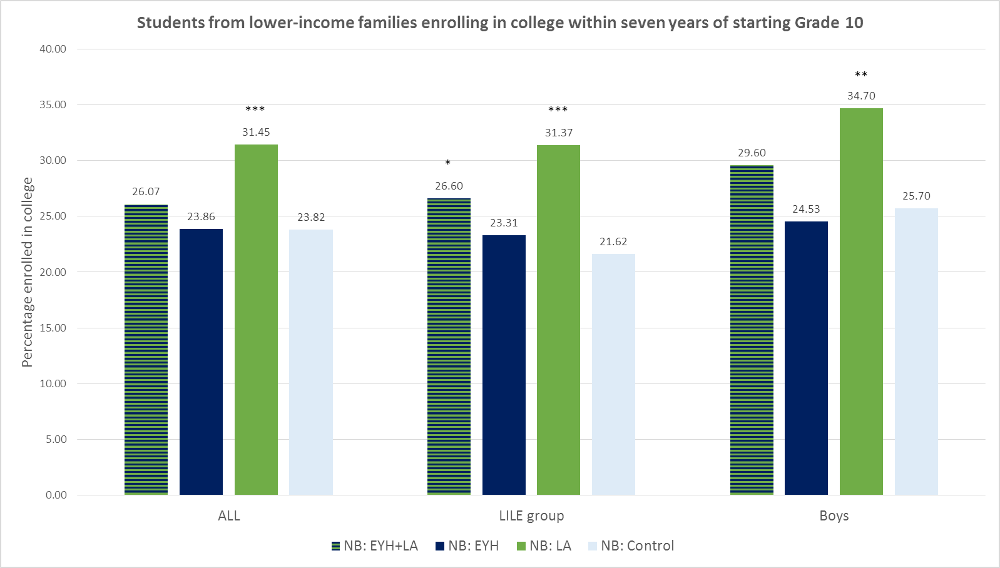 Students from lower-income families enrolling in college within seven years of starting Grade 10
Percentage enrolled in college
40.00
35.00
30.00
25.00
20.00
15.00
10.00
5.00
0.00
26.07
23.86
***
31.45
23.82
*
26.60
23.31
***
31.37
21.62
29.60
24.53
**
34.70
25.70
ALL
LILE group
Boys
NB: EYH+LA
NB: EYH
NB: LA
NB: Control